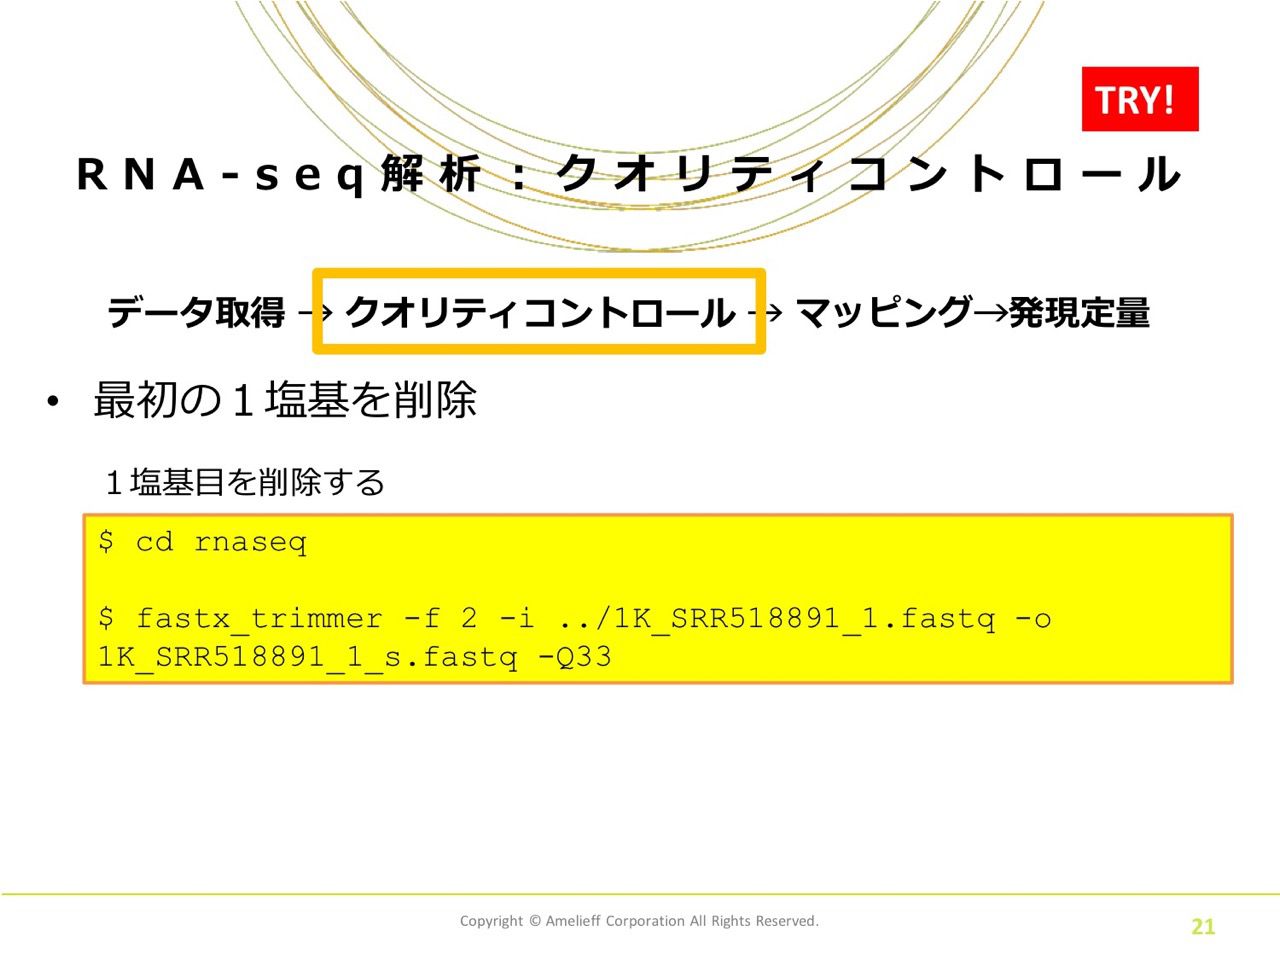 TRY!
RNA-seq解析：クオリティコントロール
データ取得 → クオリティコントロール → マッピング→発現定量
• 最初の１塩基を削除
１塩基目を削除する
$ cd rnaseq
$ fastx_trimmer -f 2 -i ../1K_SRR518891_1.fastq -o
1K_SRR518891_1_s.fastq -Q33
Copyright © Amelieff Corporation All Rights Reserved.
21